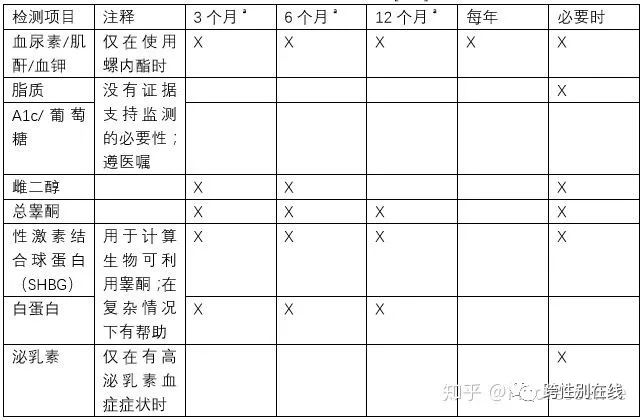 检测项目 注释 3 个月ª 6 个月ª 12 个月ª 每年 必要时
血尿素/肌 仅在使用 X X X X X
酐/血钾 螺内酯时
脂质 没有证据 X
A1c/葡萄 支持监测
糖 的必要性；
遵医嘱
雌二醇 X X X
总睾酮 X X X X
性激素结 用于计算 X X X X
合球蛋白 生物可利
（SHBG） 用睾酮；在
白蛋白 复杂情况 X X X
下有帮助
泌乳素 仅在有高 X
泌乳素血
症症状时
知乎 跨性别在线